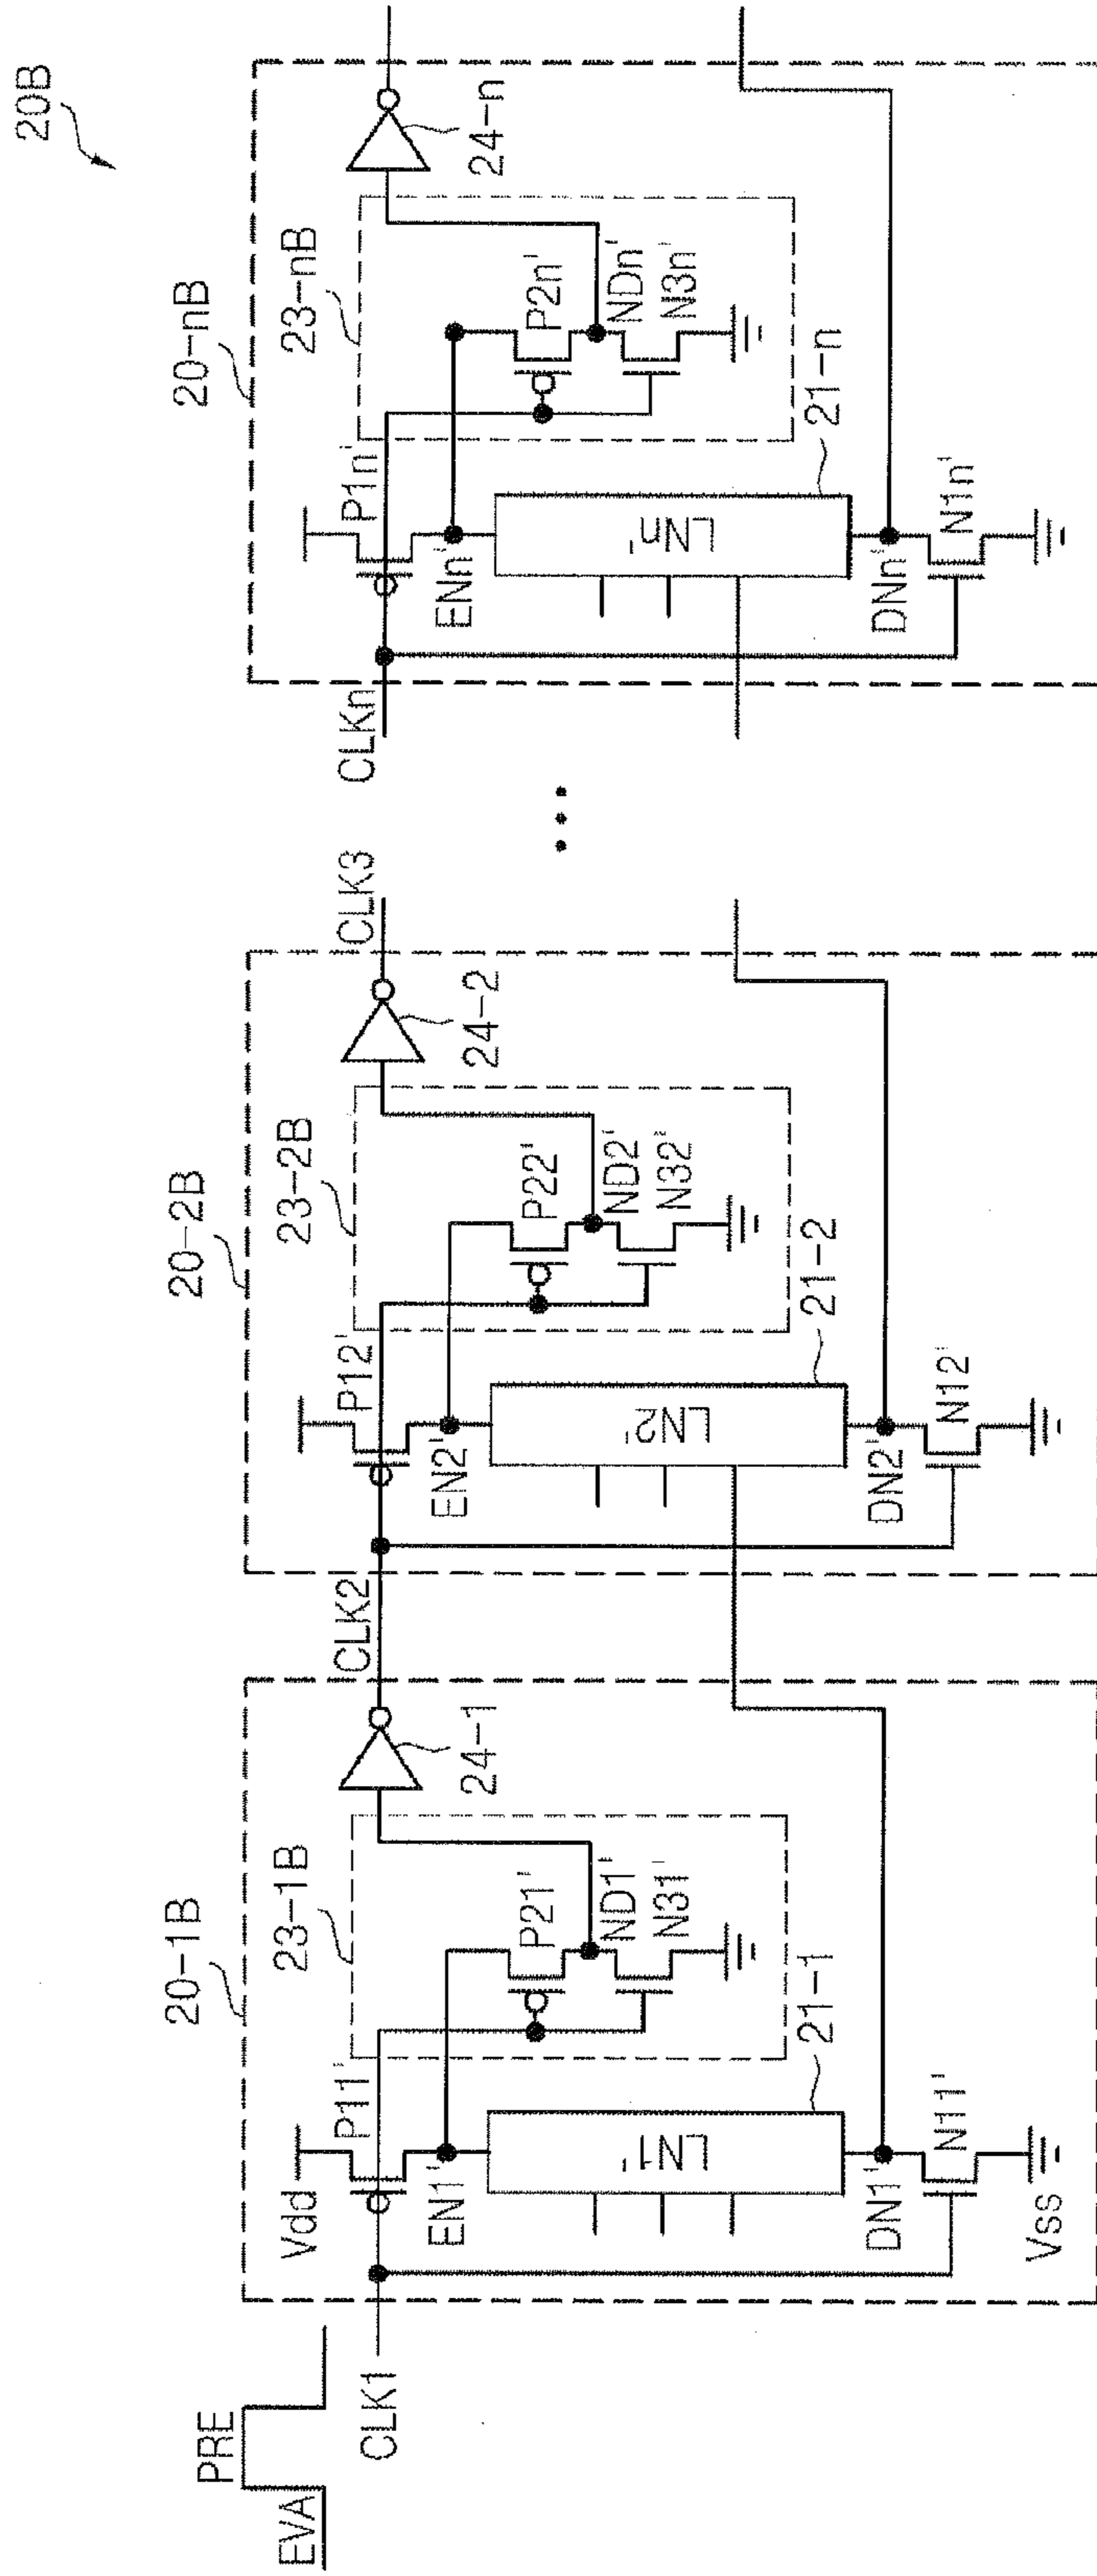 20B
20-1B
20-2B
20-nB
23-1B
23-2B
23-nB
PRE
EVA
CLK1
CLK2
CLK3
CLKn
Vdd
P11'
EN1'
LN1'
P21'
ND1'
N31'
24-1
21-1
DN1'
N11'
Vss
P12'
EN2'
LN2'
P22'
ND2'
N32'
24-2
21-2
DN2'
N12'
...
P1n'
ENn'
LNn'
P2n'
NDn'
N3n'
24-n
21-n
DNn'
N1n'